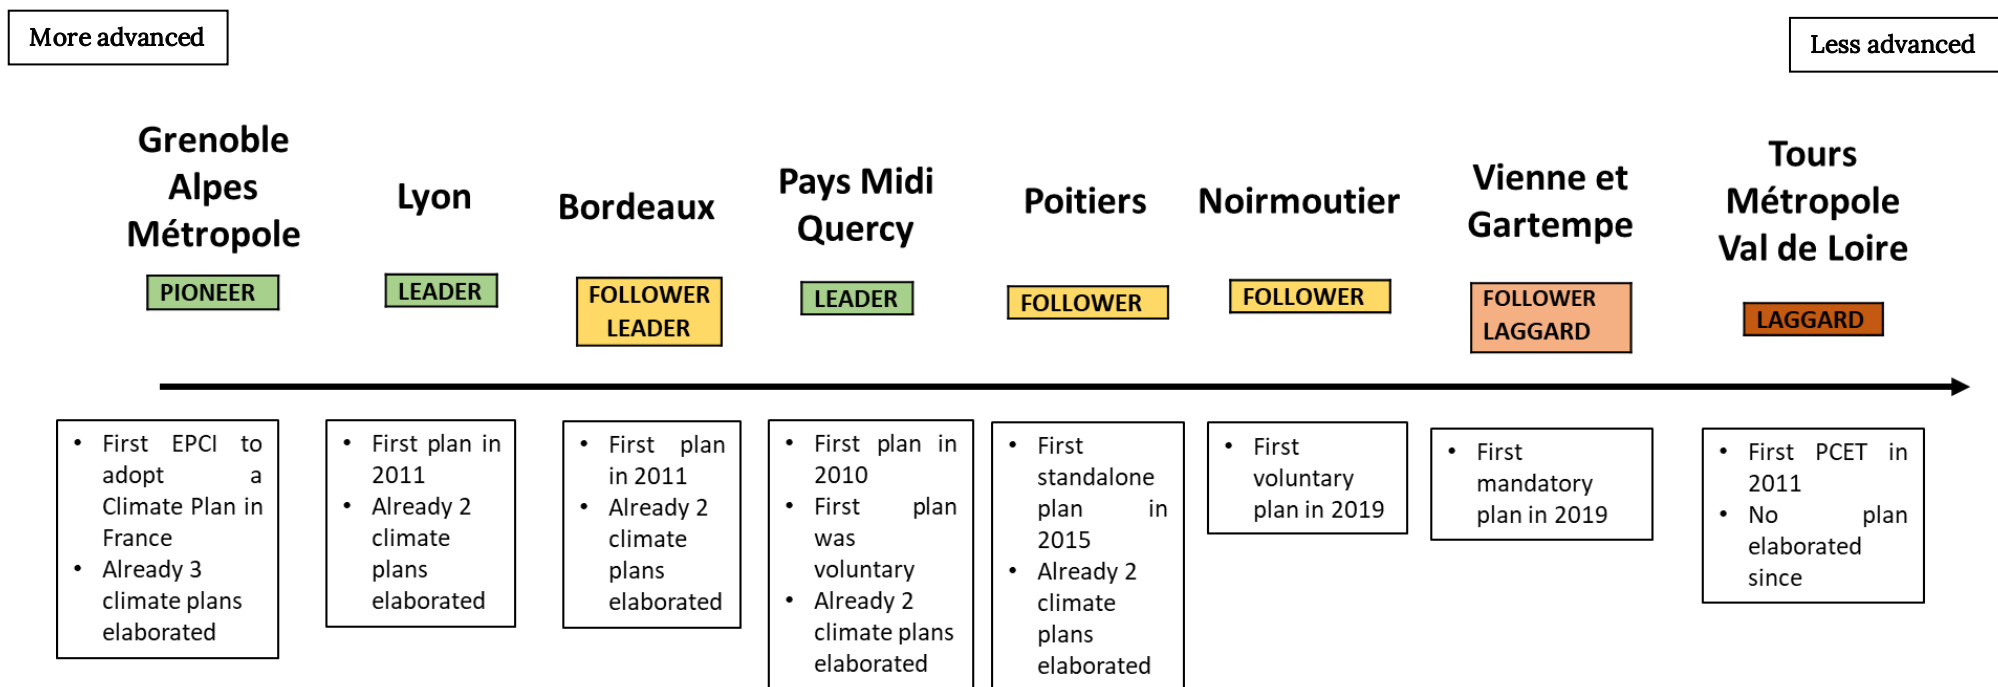 More advanced
Less advanced
Grenoble
Alpes
Métropole
PIONEER
Lyon
LEADER
Bordeaux
FOLLOWER
LEADER
Pays Midi
Quercy
LEADER
Poitiers
FOLLOWER
Noirmoutier
FOLLOWER
Vienne et
Gartempe
FOLLOWER
LAGGARD
Tours
Métropole
Val de Loire
LAGGARD
• First EPCI to
adopt a
Climate Plan in
France
• Already 3
climate plans
elaborated
• First plan in
2011
• Already 2
climate
plans
elaborated
• First plan
in 2011
• Already 2
climate
plans
elaborated
• First plan in
2010
• First plan
was
voluntary
• Already 2
climate plans
elaborated
• First
standalone
plan in
2015
• Already 2
climate
plans
elaborated
• First
voluntary
plan in 2019
• First
mandatory
plan in 2019
• First PCET in
2011
• No plan
elaborated
since